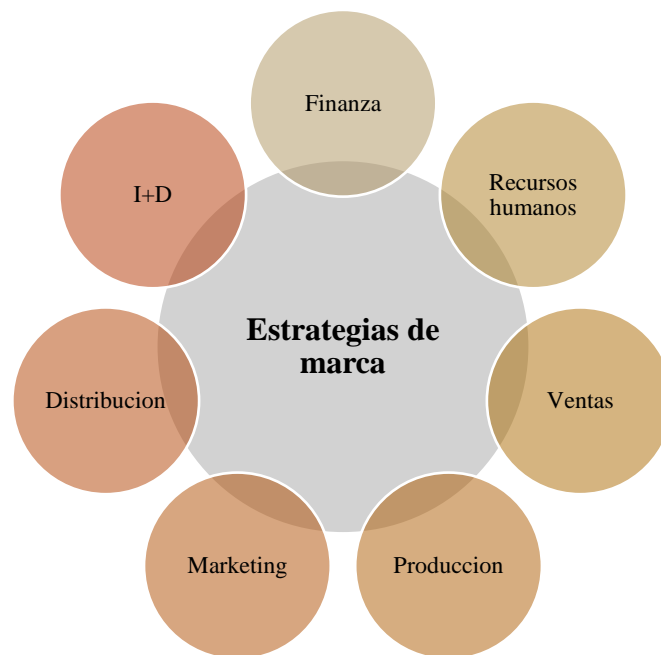 Finanza
Recursos
humanos
I+D
Estrategias de
marca
Distribucion
Ventas
Marketing
Produccion